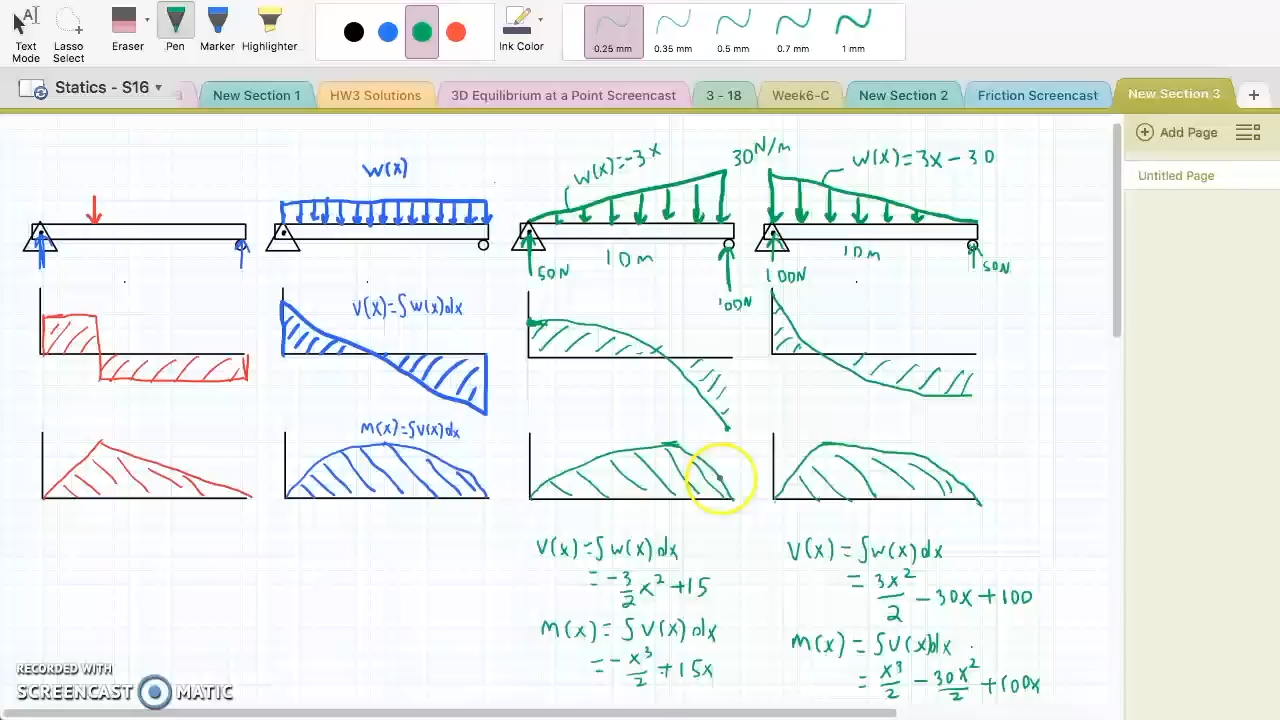 Text Mode
Lasso Select
Eraser
Pen
Marker
Highlighter
Ink Color
0.25 mm
0.35 mm
0.5 mm
0.7 mm
1 mm
Statics - S16
a
New Section 1
HW3 Solutions
3D Equilibrium at a Point Screencast
3 - 18
Week6-C
New Section 2
Friction Screencast
New Section 3
Add Page
Untitled Page
w(x)
w(x)=-3x
30N/m
w(x)=3x-30
50N
10m
100N
100N
10m
50N
V(x)=∫w(x)dx
M(x)=∫V(x)dx
V(x)=∫w(x)dx
= -3/2 x² +15
M(x)=∫V(x)dx
= -x³/2 +15x
V(x)=∫w(x)dx
= 3x²/2 -30x+100
M(x)=∫V(x)dx
= x³/2 - 30x²/2 +100x
RECORDED WITH
SCREENCAST MATIC